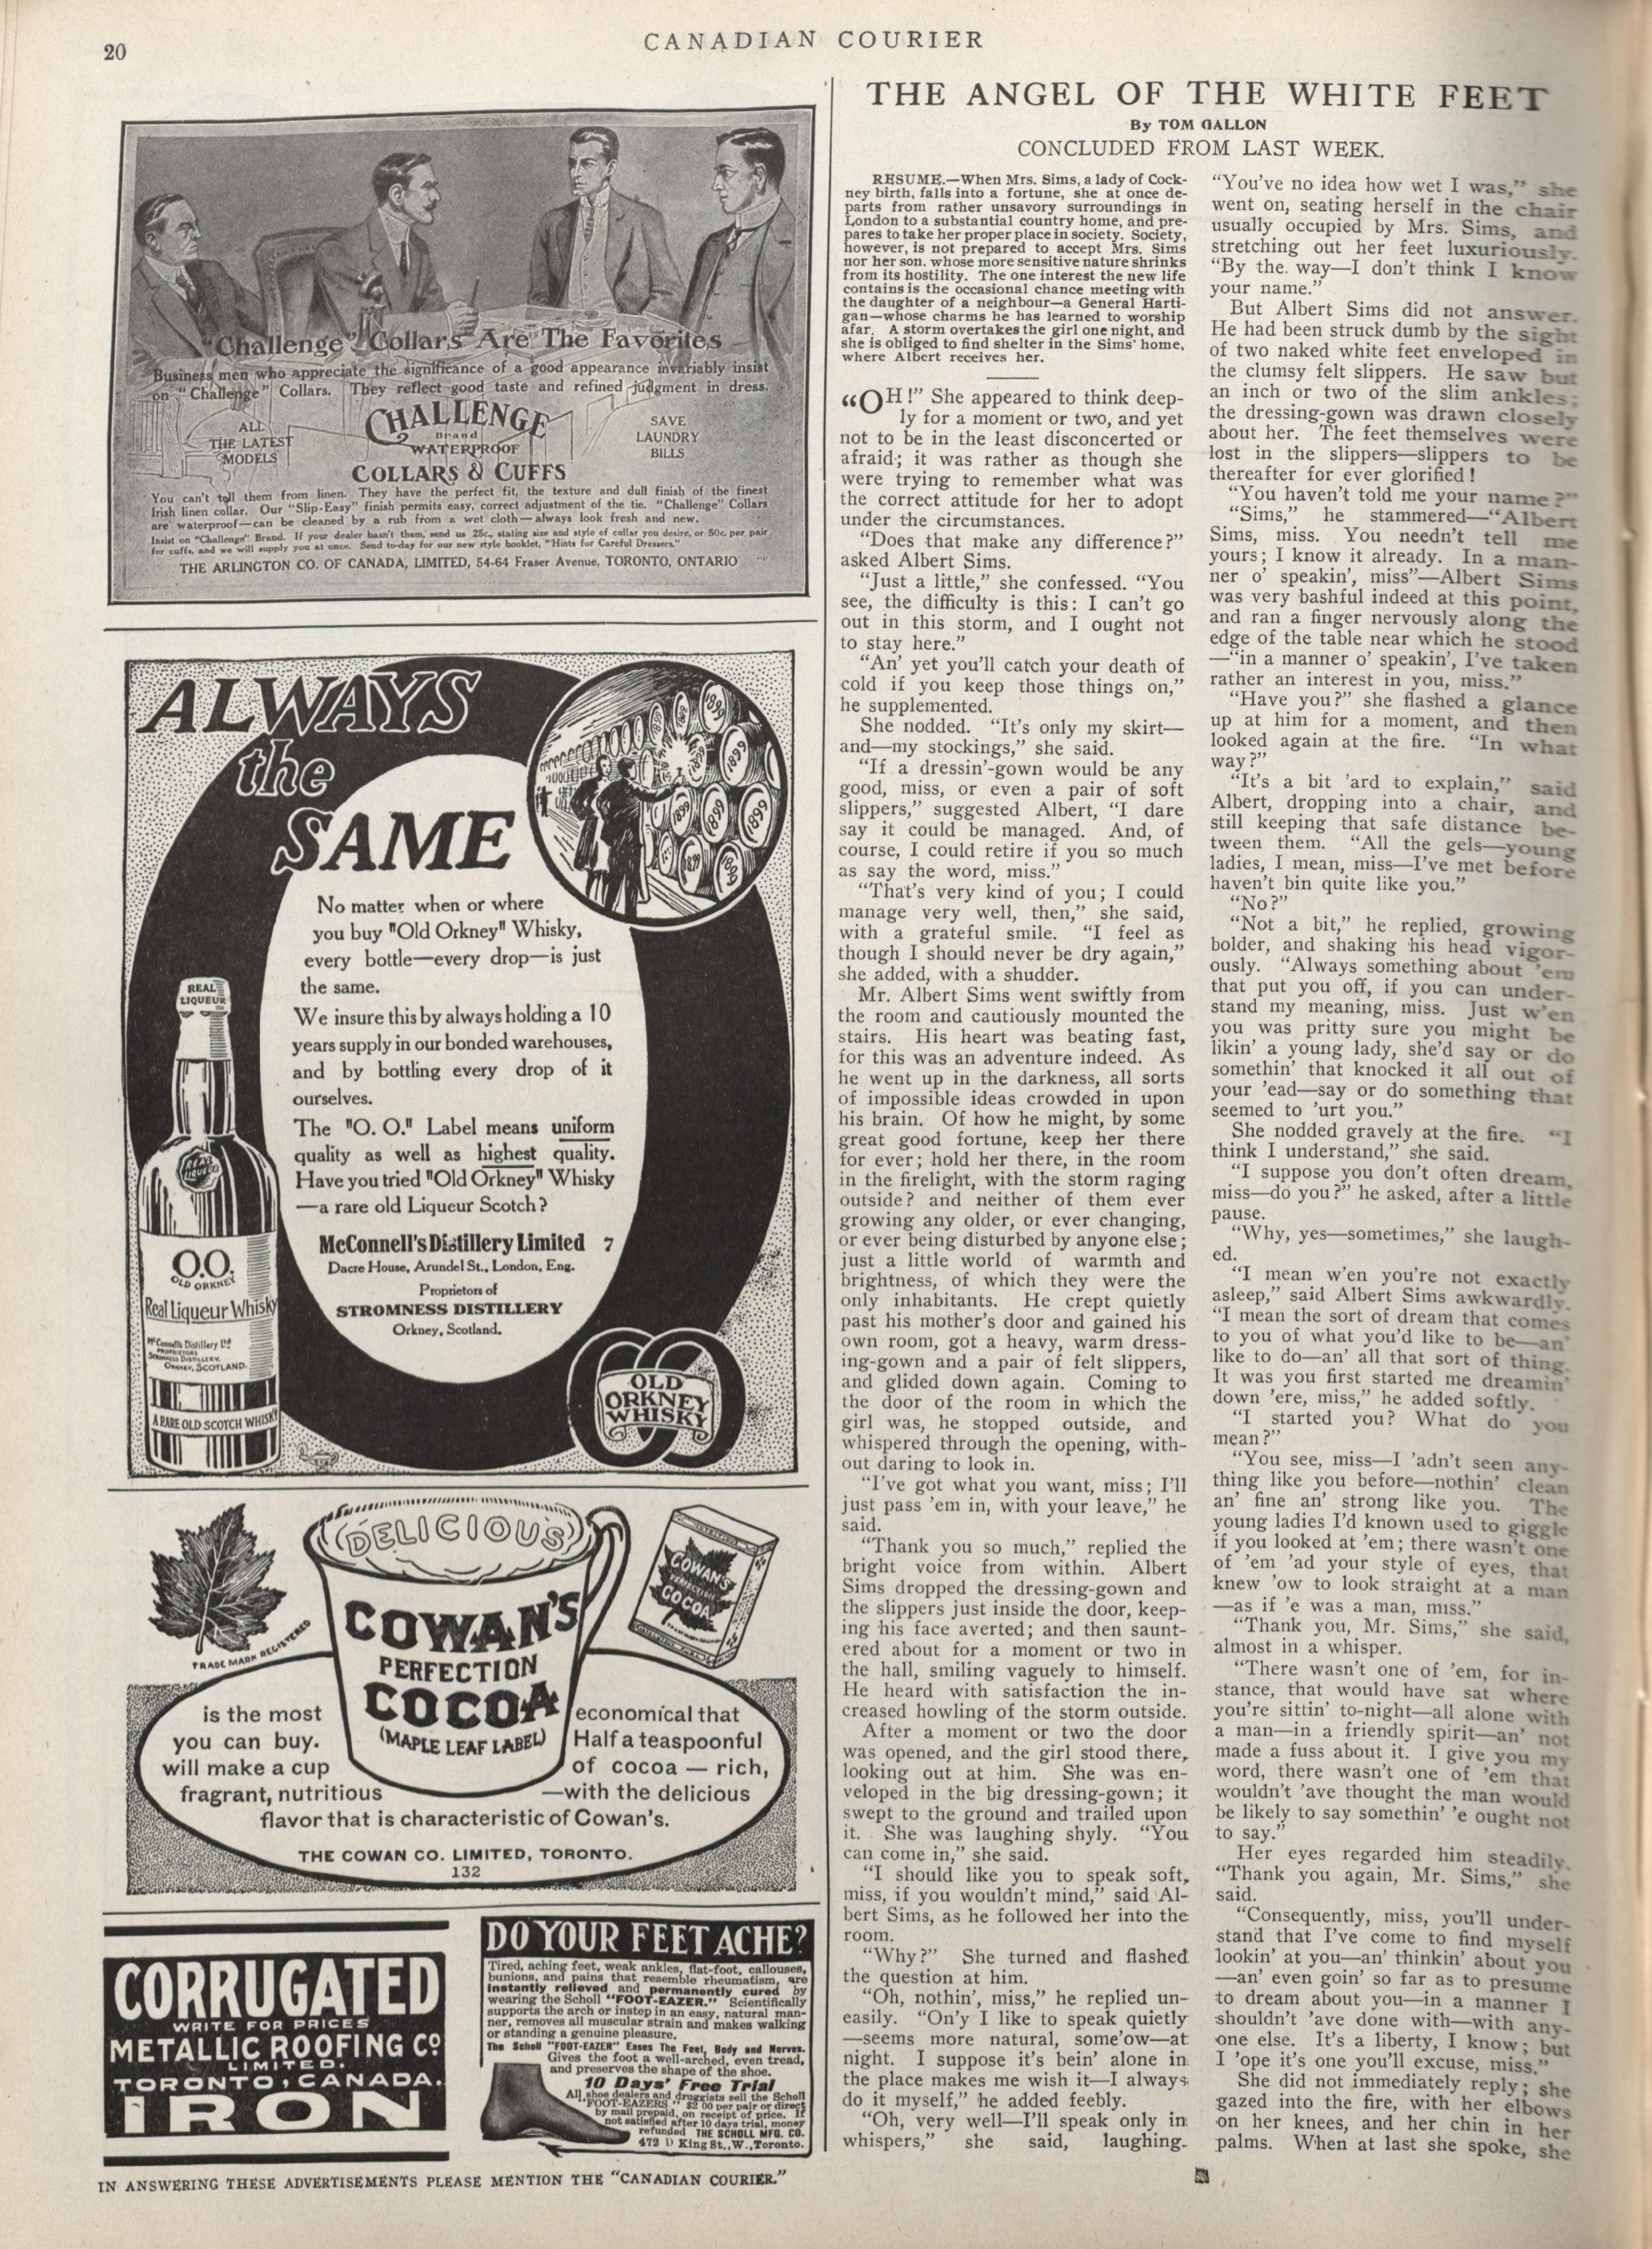 20
CANADIAN COURIER
"Challenge" Collars Are The Favorites
Business men who appreciate the significance of a good appearance invariably insist
on "Challenge" Collars. They reflect good taste and refined judgment in dress.
ALL
THE LATEST
MODELS
CHALLENGE
Brand
WATERPROOF
COLLARS & CUFFS
SAVE
LAUNDRY
BILLS
You can't tell them from linen. They have the perfect fit, the texture and dull finish of the finest
Irish linen collar. Our "Slip-Easy" finish permits easy, correct adjustment of the tie. "Challenge" Collars
are waterproof—can be cleaned by a rub from a wet cloth—always look fresh and new.
Insist on "Challenge" Brand. If your dealer hasn't them, send us 25c., stating size and style of collar you desire, or 50c. per pair
for cuffs, and we will supply you at once. Send to-day for our new style booklet, "Hints for Careful Dressers."
THE ARLINGTON CO. OF CANADA, LIMITED, 54-64 Fraser Avenue, TORONTO, ONTARIO
ALWAYS
the
SAME
1899
1899
1899
1899
1899
1899
No matter when or where
you buy "Old Orkney" Whisky,
every bottle—every drop—is just
the same.
We insure this by always holding a 10
years supply in our bonded warehouses,
and by bottling every drop of it
ourselves.
The "O. O." Label means uniform
quality as well as highest quality.
Have you tried "Old Orkney" Whisky
—a rare old Liqueur Scotch?
McConnell's Distillery Limited 7
Dacre House, Arundel St., London, Eng.
Proprietors of
STROMNESS DISTILLERY
Orkney, Scotland.
REAL
LIQUEUR
REAL
LIQUEUR
O.O.
OLD ORKNEY
Real Liqueur Whisky
McConnell's Distillery Ltd
PROPRIETORS
STROMNESS DISTILLERY,
ORKNEY, SCOTLAND.
A RARE OLD SCOTCH WHISKY
OLD
ORKNEY
WHISKY
DELICIOUS
TRADE MARK REGISTERED
COWAN'S
PERFECTION
COCOA
COWAN'S
PERFECTION
COCOA
(MAPLE LEAF LABEL)
is the most economical that
you can buy. Half a teaspoonful
will make a cup of cocoa — rich,
fragrant, nutritious —with the delicious
flavor that is characteristic of Cowan's.
THE COWAN CO. LIMITED, TORONTO.
132
CORRUGATED
WRITE FOR PRICES
METALLIC ROOFING Co
LIMITED.
TORONTO, CANADA.
IRON
DO YOUR FEET ACHE?
Tired, aching feet, weak ankles, flat-foot, callouses,
bunions, and pains that resemble rheumatism, are
instantly relieved and permanently cured by
wearing the Scholl "FOOT-EAZER." Scientifically
supports the arch or instep in an easy, natural man-
ner, removes all muscular strain and makes walking
or standing a genuine pleasure.
The Scholl "FOOT-EAZER" Eases The Feet, Body and Nerves.
Gives the foot a well-arched, even tread,
and preserves the shape of the shoe.
10 Days' Free Trial
All shoe dealers and druggists sell the Scholl
"FOOT-EAZERS." $2.00 per pair or direct
by mail prepaid, on receipt of price. If
not satisfied after 10 days trial, money
refunded THE SCHOLL MFG. CO.
472 D King St., W., Toronto.
IN ANSWERING THESE ADVERTISEMENTS PLEASE MENTION THE "CANADIAN COURIER."
THE ANGEL OF THE WHITE FEET
By TOM GALLON
CONCLUDED FROM LAST WEEK.
RESUME.—When Mrs. Sims, a lady of Cock-
ney birth, falls into a fortune, she at once de-
parts from rather unsavory surroundings in
London to a substantial country home, and pre-
pares to take her proper place in society. Society,
however, is not prepared to accept Mrs. Sims
nor her son, whose more sensitive nature shrinks
from its hostility. The one interest the new life
contains is the occasional chance meeting with
the daughter of a neighbour—a General Harti-
gan—whose charms he has learned to worship
afar. A storm overtakes the girl one night, and
she is obliged to find shelter in the Sims' home,
where Albert receives her.
"OH!" She appeared to think deep-
ly for a moment or two, and yet
not to be in the least disconcerted or
afraid; it was rather as though she
were trying to remember what was
the correct attitude for her to adopt
under the circumstances.
"Does that make any difference?"
asked Albert Sims.
"Just a little," she confessed. "You
see, the difficulty is this: I can't go
out in this storm, and I ought not
to stay here."
"An' yet you'll catch your death of
cold if you keep those things on,"
he supplemented.
She nodded. "It's only my skirt—
and—my stockings," she said.
"If a dressin'-gown would be any
good, miss, or even a pair of soft
slippers," suggested Albert, "I dare
say it could be managed. And, of
course, I could retire if you so much
as say the word, miss."
"That's very kind of you; I could
manage very well, then," she said,
with a grateful smile. "I feel as
though I should never be dry again,"
she added, with a shudder.
Mr. Albert Sims went swiftly from
the room and cautiously mounted the
stairs. His heart was beating fast,
for this was an adventure indeed. As
he went up in the darkness, all sorts
of impossible ideas crowded in upon
his brain. Of how he might, by some
great good fortune, keep her there
for ever; hold her there, in the room
in the firelight, with the storm raging
outside? and neither of them ever
growing any older, or ever changing,
or ever being disturbed by anyone else;
just a little world of warmth and
brightness, of which they were the
only inhabitants. He crept quietly
past his mother's door and gained his
own room, got a heavy, warm dress-
ing-gown and a pair of felt slippers,
and glided down again. Coming to
the door of the room in which the
girl was, he stopped outside, and
whispered through the opening, with-
out daring to look in.
"I've got what you want, miss; I'll
just pass 'em in, with your leave," he
said.
"Thank you so much," replied the
bright voice from within. Albert
Sims dropped the dressing-gown and
the slippers just inside the door, keep-
ing his face averted; and then saunt-
ered about for a moment or two in
the hall, smiling vaguely to himself.
He heard with satisfaction the in-
creased howling of the storm outside.
After a moment or two the door
was opened, and the girl stood there,
looking out at him. She was en-
veloped in the big dressing-gown; it
swept to the ground and trailed upon
it. She was laughing shyly. "You
can come in," she said.
"I should like you to speak soft,
miss, if you wouldn't mind," said Al-
bert Sims, as he followed her into the
room.
"Why?" She turned and flashed
the question at him.
"Oh, nothin', miss," he replied un-
easily. "On'y I like to speak quietly
—seems more natural, some'ow—at
night. I suppose it's bein' alone in
the place makes me wish it—I always
do it myself," he added feebly.
"Oh, very well—I'll speak only in
whispers," she said, laughing.
"You've no idea how wet I was," she
went on, seating herself in the chair
usually occupied by Mrs. Sims, and
stretching out her feet luxuriously.
"By the. way—I don't think I know
your name."
But Albert Sims did not answer.
He had been struck dumb by the sight
of two naked white feet enveloped in
the clumsy felt slippers. He saw but
an inch or two of the slim ankles;
the dressing-gown was drawn closely
about her. The feet themselves were
lost in the slippers—slippers to be
thereafter for ever glorified!
"You haven't told me your name?"
"Sims," he stammered—"Albert
Sims, miss. You needn't tell me
yours; I know it already. In a man-
ner o' speakin', miss"—Albert Sims
was very bashful indeed at this point,
and ran a finger nervously along the
edge of the table near which he stood
—"in a manner o' speakin', I've taken
rather an interest in you, miss."
"Have you?" she flashed a glance
up at him for a moment, and then
looked again at the fire. "In what
way?"
"It's a bit 'ard to explain," said
Albert, dropping into a chair, and
still keeping that safe distance be-
tween them. "All the gels—young
ladies, I mean, miss—I've met before
haven't bin quite like you."
"No?"
"Not a bit," he replied, growing
bolder, and shaking his head vigor-
ously. "Always something about 'em
that put you off, if you can under-
stand my meaning, miss. Just w'en
you was pritty sure you might be
likin' a young lady, she'd say or do
somethin' that knocked it all out of
your 'ead—say or do something that
seemed to 'urt you."
She nodded gravely at the fire. "I
think I understand," she said.
"I suppose you don't often dream,
miss—do you?" he asked, after a little
pause.
"Why, yes—sometimes," she laugh-
ed.
"I mean w'en you're not exactly
asleep," said Albert Sims awkwardly.
"I mean the sort of dream that comes
to you of what you'd like to be—an'
like to do—an' all that sort of thing.
It was you first started me dreamin'
down 'ere, miss," he added softly.
"I started you? What do you
mean?"
"You see, miss—I 'adn't seen any-
thing like you before—nothin' clean
an' fine an' strong like you. The
young ladies I'd known used to giggle
if you looked at 'em; there wasn't one
of 'em 'ad your style of eyes, that
knew 'ow to look straight at a man
—as if 'e was a man, miss."
"Thank you, Mr. Sims," she said,
almost in a whisper.
"There wasn't one of 'em, for in-
stance, that would have sat where
you're sittin' to-night—all alone with
a man—in a friendly spirit—an' not
made a fuss about it. I give you my
word, there wasn't one of 'em that
wouldn't 'ave thought the man would
be likely to say somethin' 'e ought not
to say."
Her eyes regarded him steadily.
"Thank you again, Mr. Sims," she
said.
"Consequently, miss, you'll under-
stand that I've come to find myself
lookin' at you—an' thinkin' about you
—an' even goin' so far as to presume
to dream about you—in a manner I
shouldn't 'ave done with—with any-
one else. It's a liberty, I know; but
I 'ope it's one you'll excuse, miss."
She did not immediately reply; she
gazed into the fire, with her elbows
on her knees, and her chin in her
palms. When at last she spoke, she